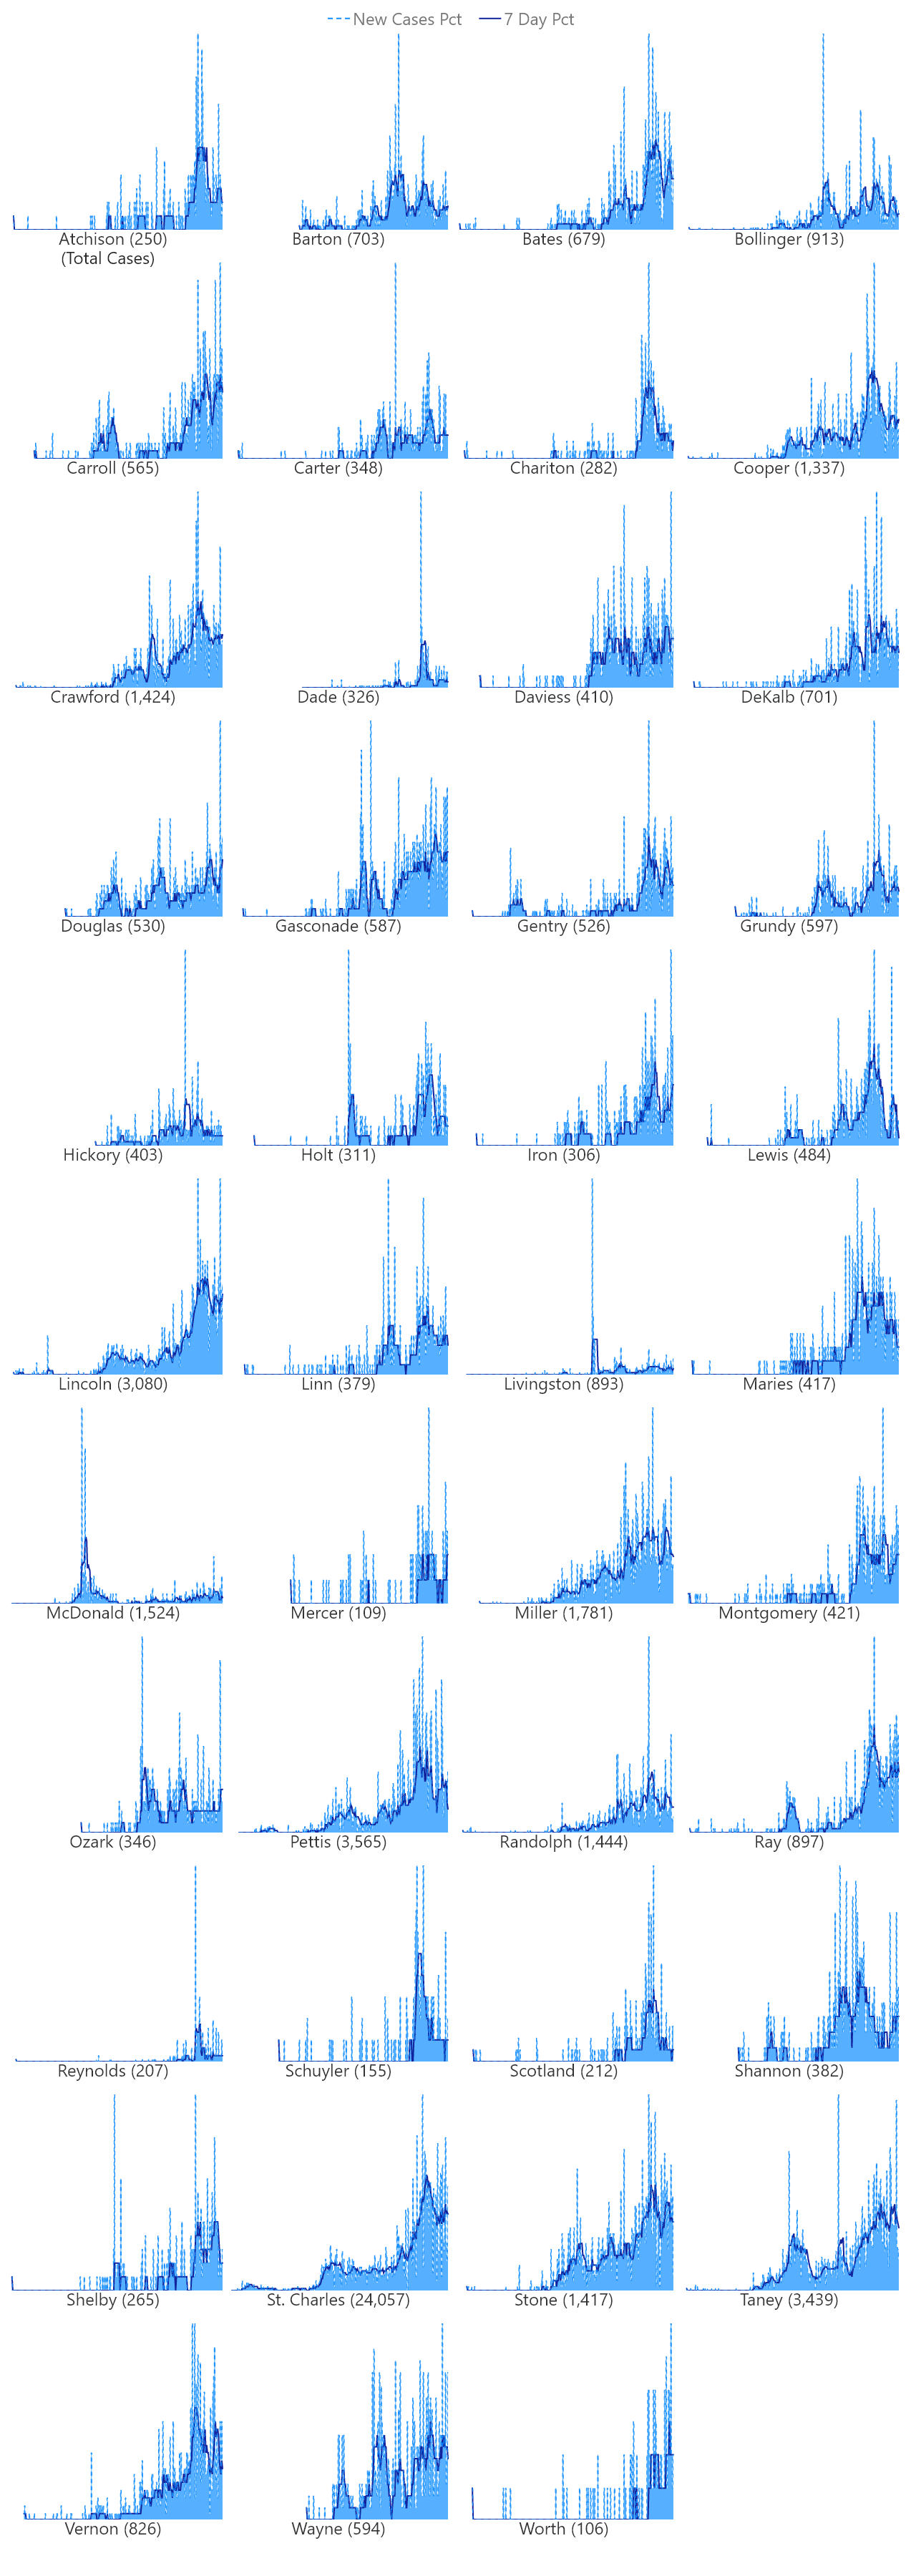 New Cases Pct 7 Day Pct
Atchison (250) Barton (703) Bates (679) Bollinger (913)
(Total Cases)
Carroll (565) Carter (348) Chariton (282) Cooper (1,337)
Crawford (1,424) Dade (326) Daviess (410) DeKalb (701)
Douglas (530) Gasconade (587) Gentry (526) Grundy (597)
Hickory (403) Holt (311) Iron (306) Lewis (484)
Lincoln (3,080) Linn (379) Livingston (893) Maries (417)
McDonald (1,524) Mercer (109) Miller (1,781) Montgomery (421)
Ozark (346) Pettis (3,565) Randolph (1,444) Ray (897)
Reynolds (207) Schuyler (155) Scotland (212) Shannon (382)
Shelby (265) St. Charles (24,057) Stone (1,417) Taney (3,439)
Vernon (826) Wayne (594) Worth (106)